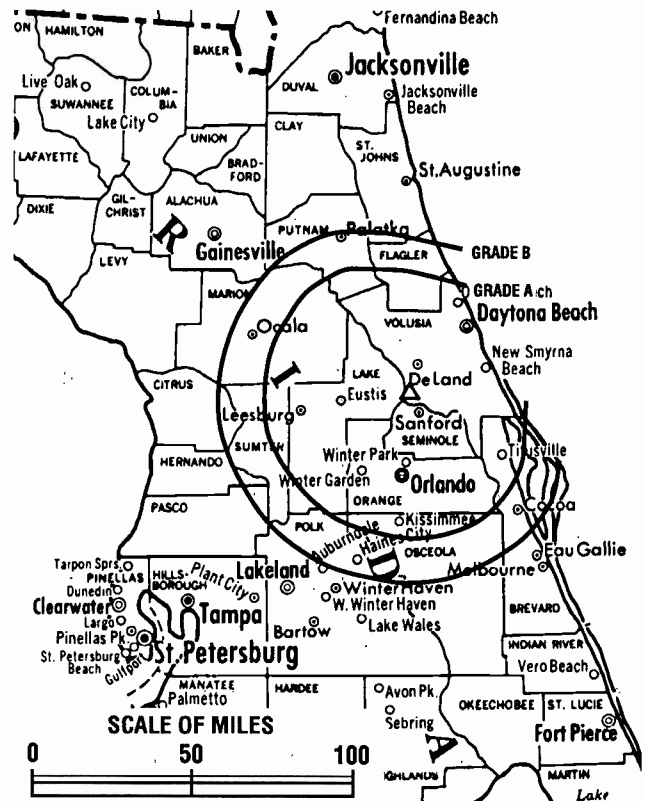 Fernandina Beach
ON
HAMILTON
BAKER
Jacksonville
DUVAL
Live Oak
SUWANNEE
COLUM-
BIA
Jacksonville
Beach
Lake City
CLAY
UNION
ST.
JOHNS
LAFAYETTE
BRAD-
FORD
St. Augustine
DIXIE
GIL-
CHRIST
ALACHUA
R
Gainesville
PUTNAM
Palatka
GRADE B
FLAGLER
LEVY
MARION
GRADE A
ch
Daytona Beach
VOLUSIA
Ocala
New Smyrna
Beach
I
LAKE
DeLand
CITRUS
Eustis
Leesburg
Sanford
SEMINOLE
SUMTER
Winter Park
Titusville
HERNANDO
Winter Garden
Orlando
ORANGE
PASCO
Cocoa
POLK
Kissimmee
Auburndale
Haines
City
OSCEOLA
Eau Gallie
Tarpon Sprs.
PINELLAS
HILLS-
BOROUGH
Plant City
Lakeland
D
Melbourne
Dunedin
Winter Haven
Clearwater
Tampa
W. Winter Haven
BREVARD
Largo
Bartow
Lake Wales
Pinellas Pk.
St. Petersburg
INDIAN RIVER
St. Petersburg
Beach
Gulfport
Vero Beach
MANATEE
HARDEE
Palmetto
Avon Pk.
OKEECHOBEE
ST. LUCIE
Sebring
Fort Pierce
SCALE OF MILES
A
0 50 100
IGHLANDS
MARTIN
Lake